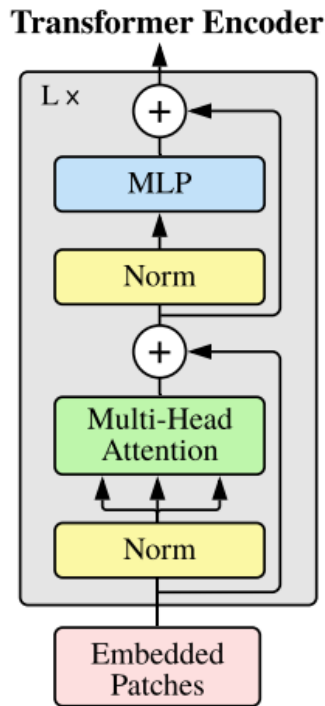 Transformer Encoder
L ×
+
MLP
Norm
+
Multi-Head
Attention
Norm
Embedded
Patches